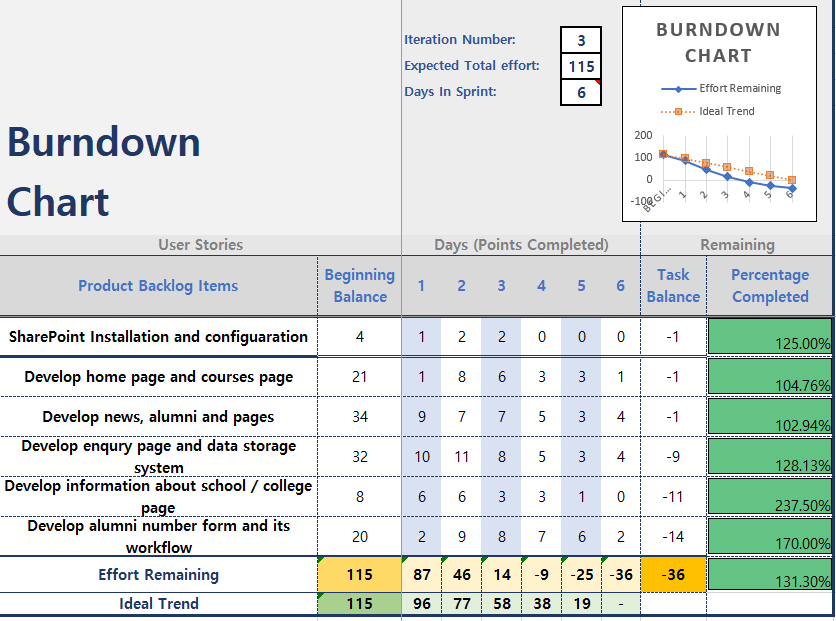 Burndown
Chart
Iteration Number: 3
Expected Total effort: 115
Days In Sprint: 6
BURNDOWN
CHART
Effort Remaining
Ideal Trend
200
100
0
-100
BEGI... 1 2 3 4 5 6
User Stories Days (Points Completed) Remaining
Product Backlog Items Beginning Balance 1 2 3 4 5 6 Task Balance Percentage Completed
SharePoint Installation and configuaration 4 1 2 2 0 0 0 -1 125.00%
Develop home page and courses page 21 1 8 6 3 3 1 -1 104.76%
Develop news, alumni and pages 34 9 7 7 5 3 4 -1 102.94%
Develop enqury page and data storage
system 32 10 11 8 5 3 4 -9 128.13%
Develop information about school / college
page 8 6 6 3 3 1 0 -11 237.50%
Develop alumni number form and its
workflow 20 2 9 8 7 6 2 -14 170.00%
Effort Remaining 115 87 46 14 -9 -25 -36 -36 131.30%
Ideal Trend 115 96 77 58 38 19 -